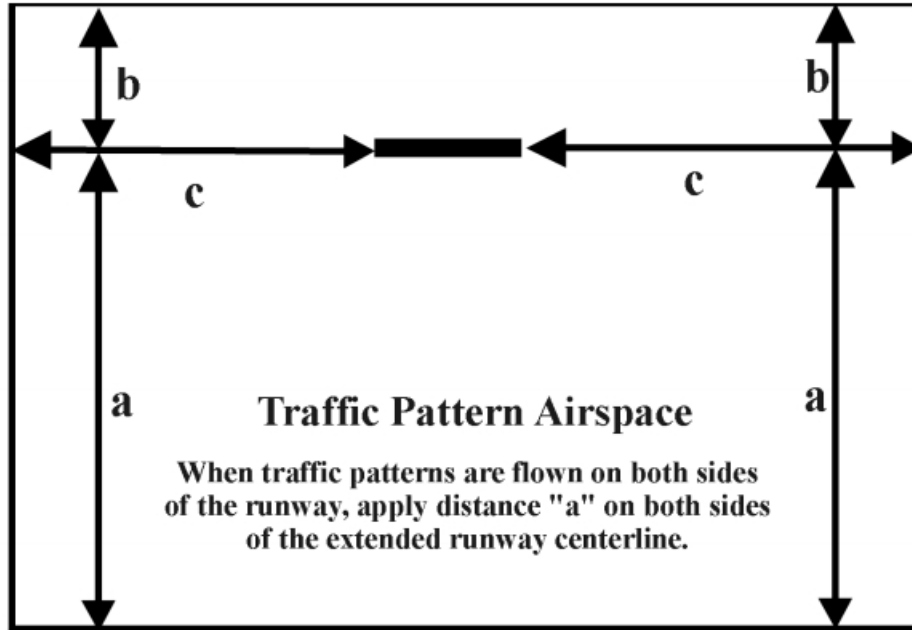 b
b
c
c
a
a
Traffic Pattern Airspace
When traffic patterns are flown on both sides
of the runway, apply distance "a" on both sides
of the extended runway centerline.